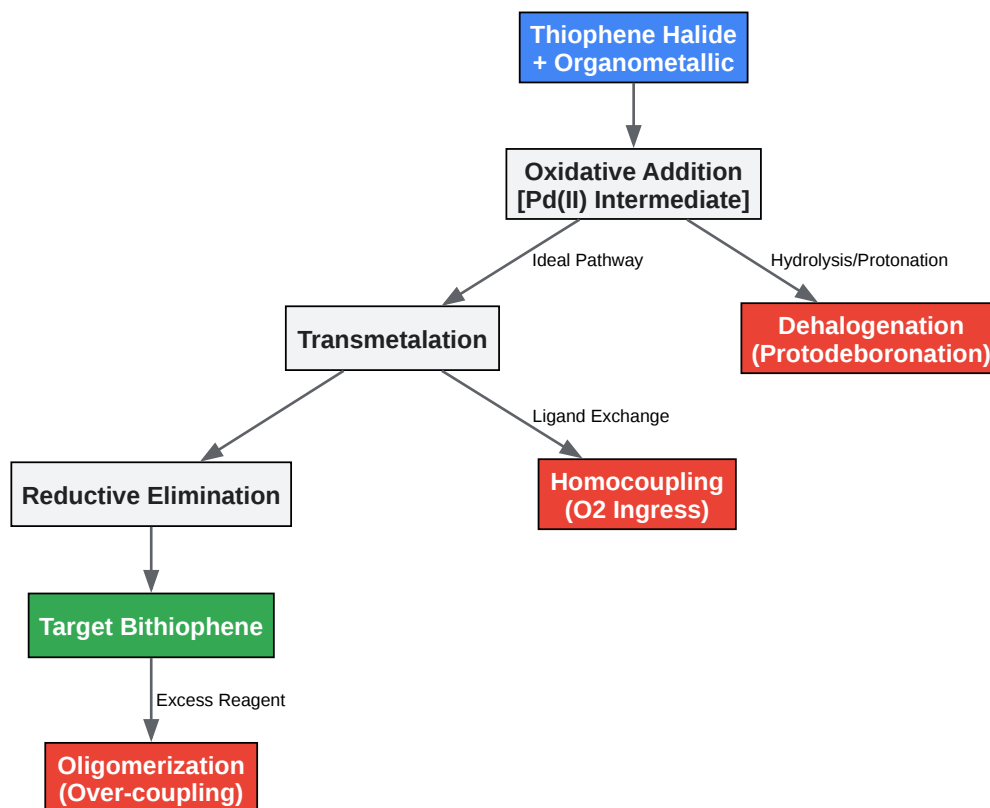 Thiophene Halide
+ Organometallic
Oxidative Addition
[Pd(II) Intermediate]
Ideal Pathway
Hydrolysis/Protonation
Transmetalation
Dehalogenation
(Protodeboronation)
Ligand Exchange
Reductive Elimination
Homocoupling
(O2 Ingress)
Target Bithiophene
Excess Reagent
Oligomerization
(Over-coupling)